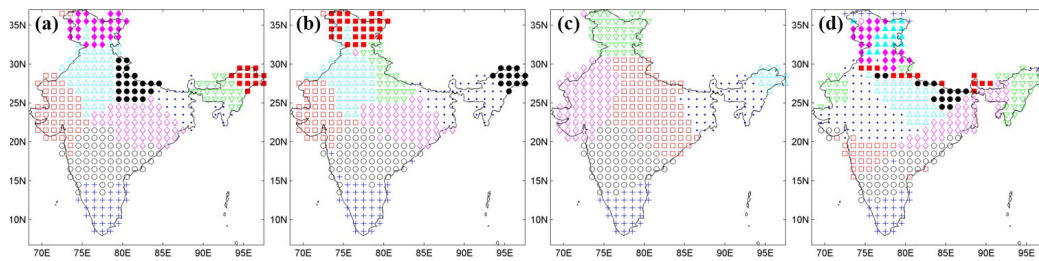 (a) (b) (c) (d)
35N 35N 35N 35N
30N 30N 30N 30N
25N 25N 25N 25N
20N 20N 20N 20N
15N 15N 15N 15N
10N 10N 10N 10N
70E 75E 80E 85E 90E 95E 70E 75E 80E 85E 90E 95E 70E 75E 80E 85E 90E 95E 70E 75E 80E 85E 90E 95E